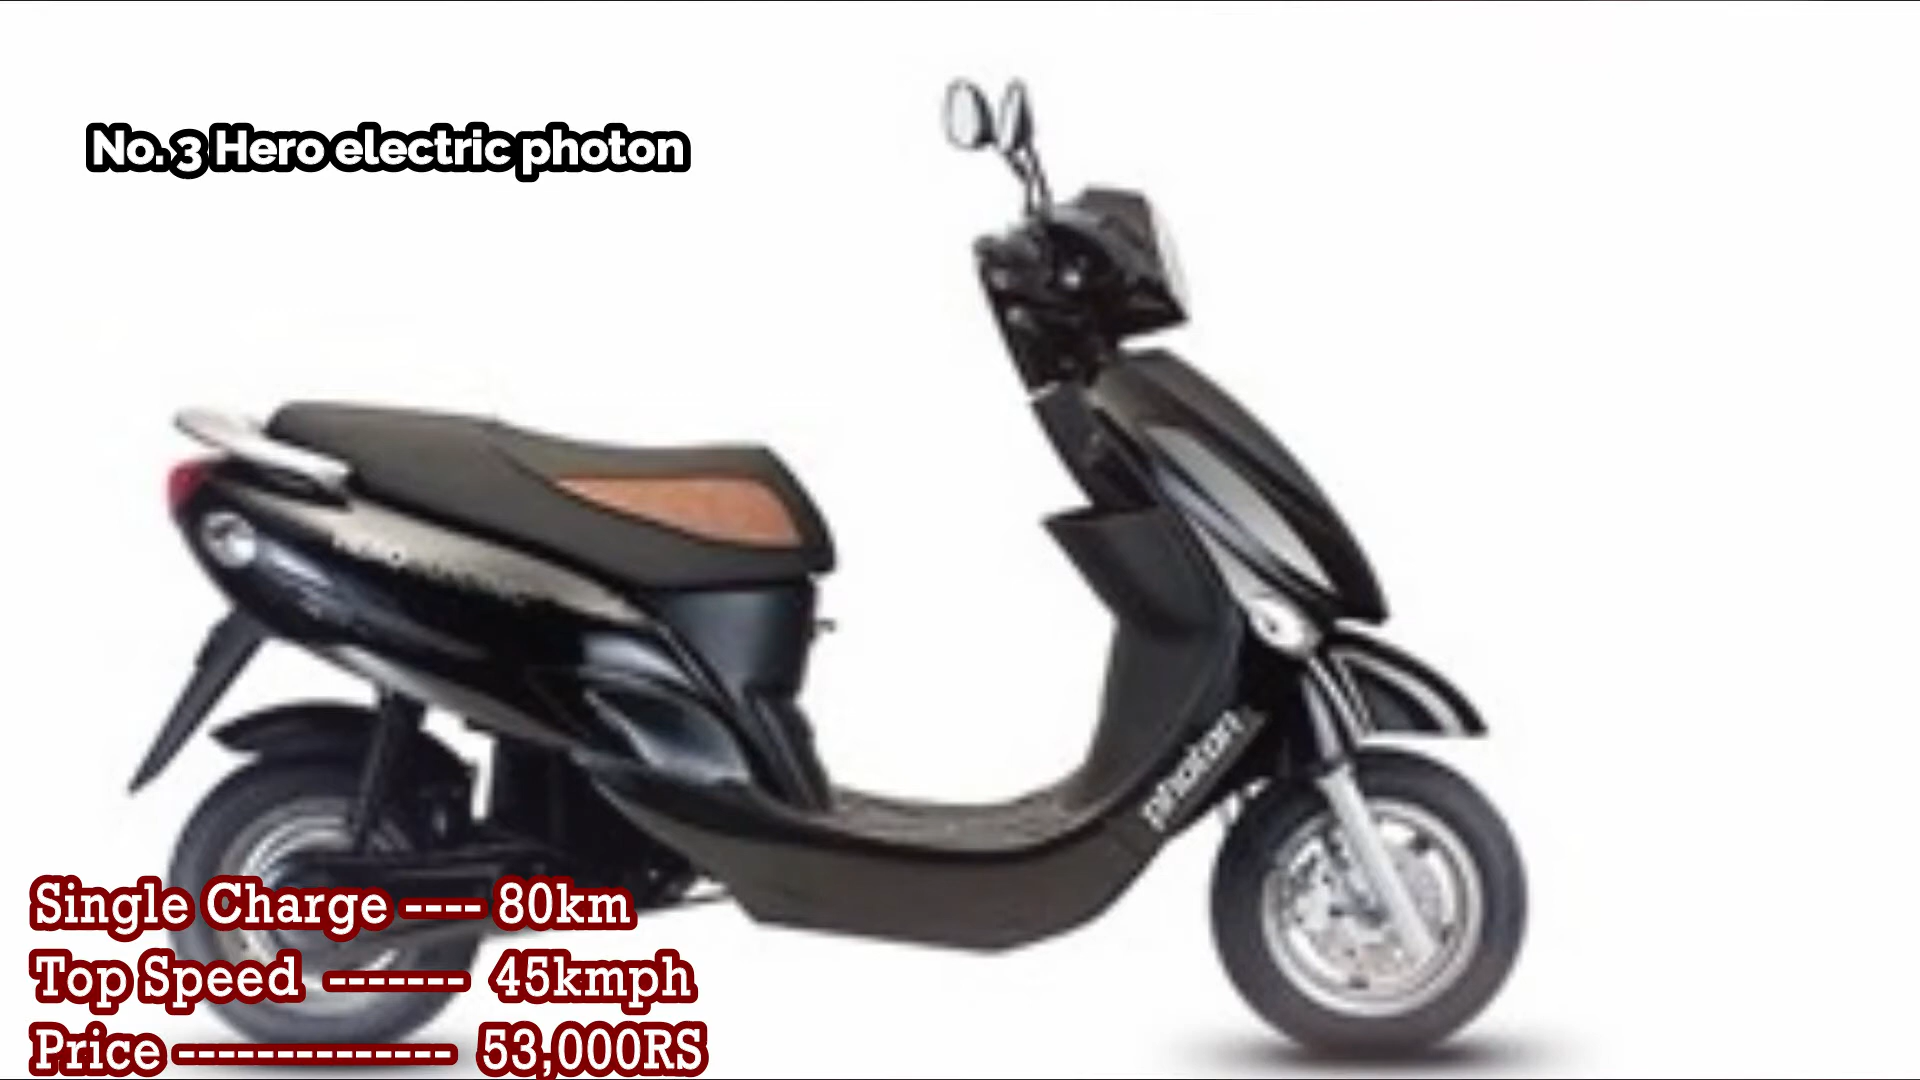 No. 3 Hero electric photon
photon
Single Charge ---- 80km
Top Speed ------- 45kmph
Price -------------- 53,000RS